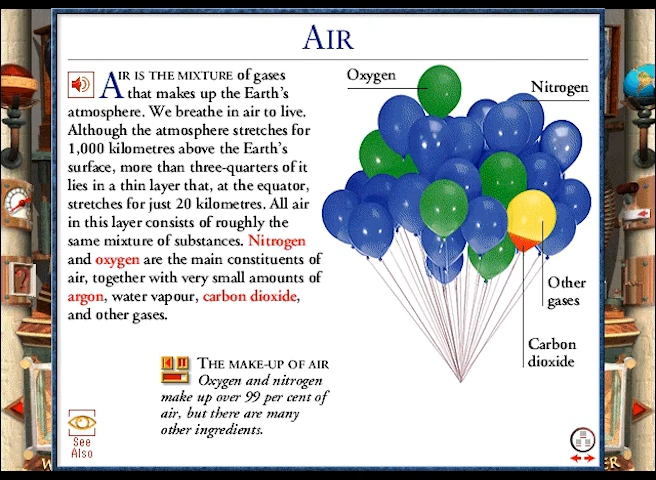 AIR
AIR IS THE MIXTURE of gases
that makes up the Earth's
atmosphere. We breathe in air to live.
Although the atmosphere stretches for
1,000 kilometres above the Earth's
surface, more than three-quarters of it
lies in a thin layer that, at the equator,
stretches for just 20 kilometres. All air
in this layer consists of roughly the
same mixture of substances. Nitrogen
and oxygen are the main constituents of
air, together with very small amounts of
argon, water vapour, carbon dioxide,
and other gases.
Oxygen
Nitrogen
Other
gases
Carbon
dioxide
THE MAKE-UP OF AIR
Oxygen and nitrogen
make up over 99 per cent of
air, but there are many
other ingredients.
See
Also